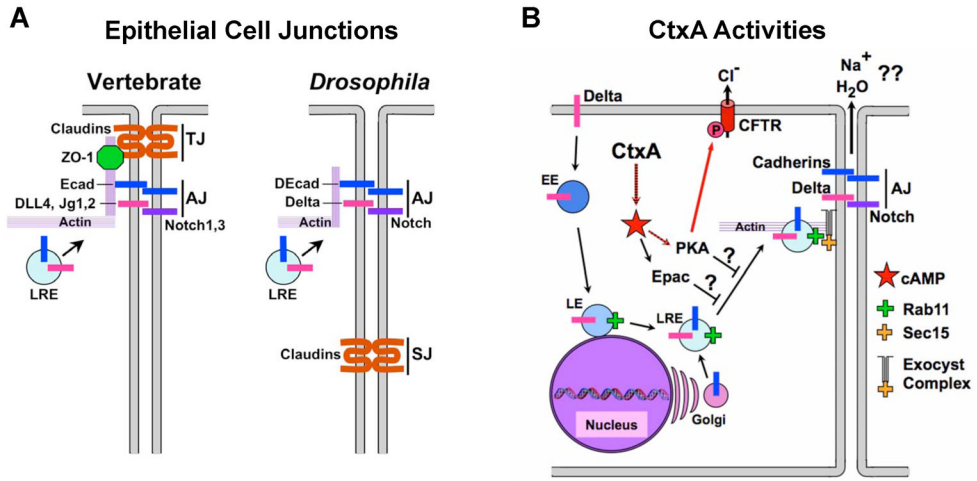 A
Epithelial Cell Junctions
Vertebrate
Claudins
TJ
ZO-1
Ecad
AJ
DLL4, Jg1,2
Notch1,3
Actin
LRE
Drosophila
DEcad
AJ
Delta
Notch
Actin
LRE
Claudins
SJ
B
CtxA Activities
Delta
Cl-
P
CFTR
Na+
H2O
??
CtxA
EE
Cadherins
Delta
AJ
Notch
Actin
PKA
?
Epac
?
LE
LRE
Nucleus
Golgi
cAMP
Rab11
Sec15
Exocyst
Complex